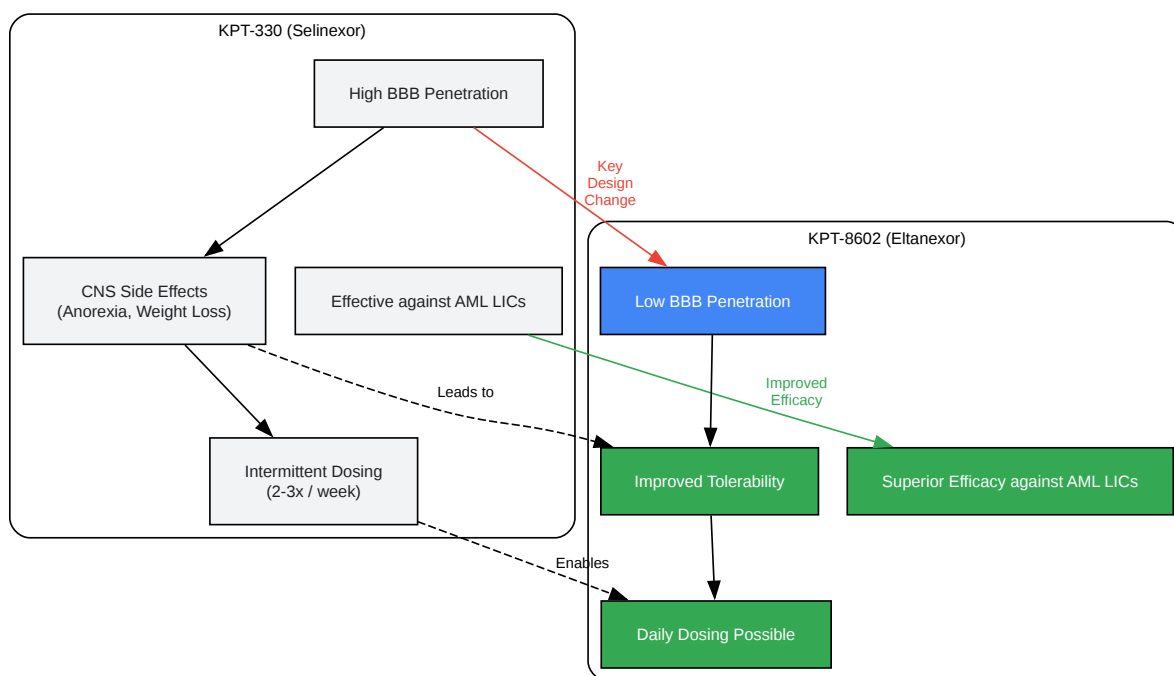 KPT-330 (Selinexor)
High BBB Penetration
Key
Design
Change
KPT-8602 (Eltanexor)
CNS Side Effects
(Anorexia, Weight Loss)
Effective against AML LICs
Low BBB Penetration
Leads to
Improved
Efficacy
Intermittent Dosing
(2-3x / week)
Improved Tolerability
Superior Efficacy against AML LICs
Enables
Daily Dosing Possible